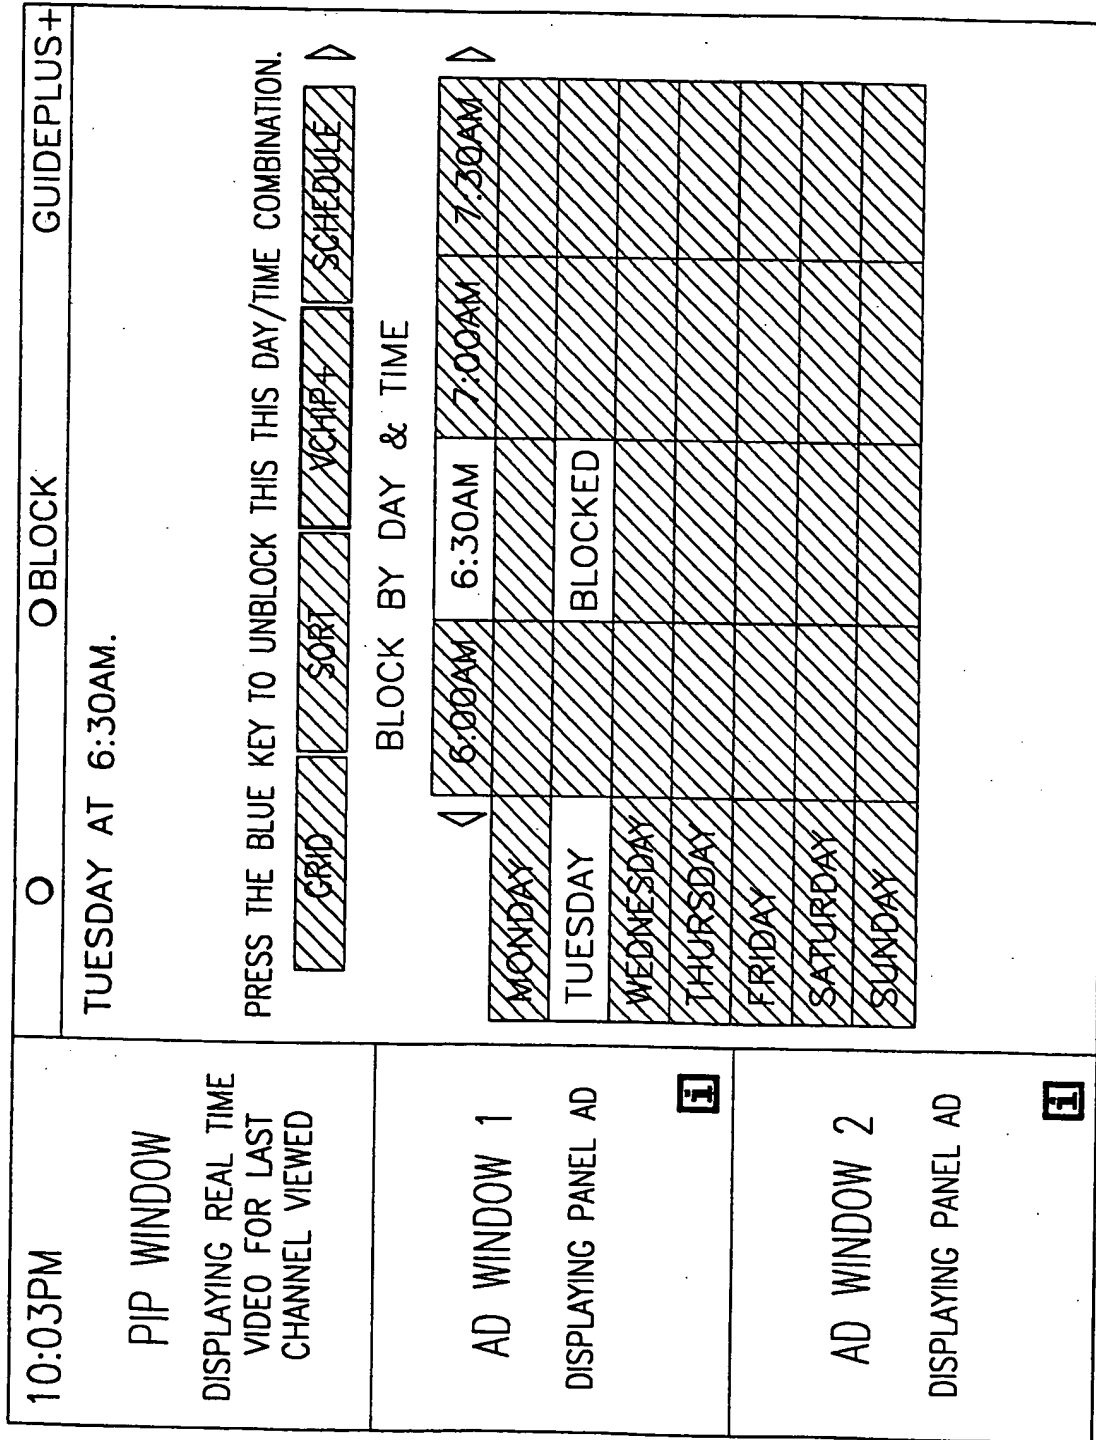 10:03PM
PIP WINDOW
DISPLAYING REAL TIME
VIDEO FOR LAST
CHANNEL VIEWED
AD WINDOW 1
DISPLAYING PANEL AD
i
AD WINDOW 2
DISPLAYING PANEL AD
i
O BLOCK GUIDEPLUS+
TUESDAY AT 6:30AM.
PRESS THE BLUE KEY TO UNBLOCK THIS THIS DAY/TIME COMBINATION.
GRID SORT VCHIP+ SCHEDULE
BLOCK BY DAY & TIME
6:00AM 6:30AM 7:00AM 7:30AM
MONDAY
TUESDAY BLOCKED
WEDNESDAY
THURSDAY
FRIDAY
SATURDAY
SUNDAY